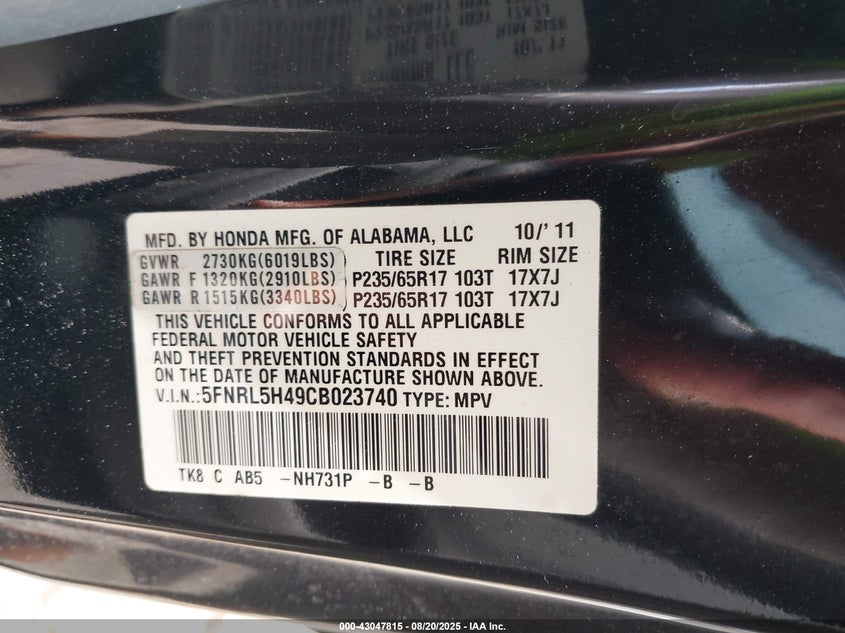 MFD. BY HONDA MFG. OF ALABAMA, LLC 10/'11
GVWR 2730KG(6019LBS) TIRE SIZE RIM SIZE
GAWR F 1320KG(2910LBS) P235/65R17 103T 17X7J
GAWR R 1515KG(3340LBS) P235/65R17 103T 17X7J
THIS VEHICLE CONFORMS TO ALL APPLICABLE
FEDERAL MOTOR VEHICLE SAFETY
AND THEFT PREVENTION STANDARDS IN EFFECT
ON THE DATE OF MANUFACTURE SHOWN ABOVE.
V.I.N.:5FNRL5H49CB023740 TYPE: MPV
TK8 C AB5 -NH731P -B -B
000-43047815 - 08/20/2025 - IAA Inc.